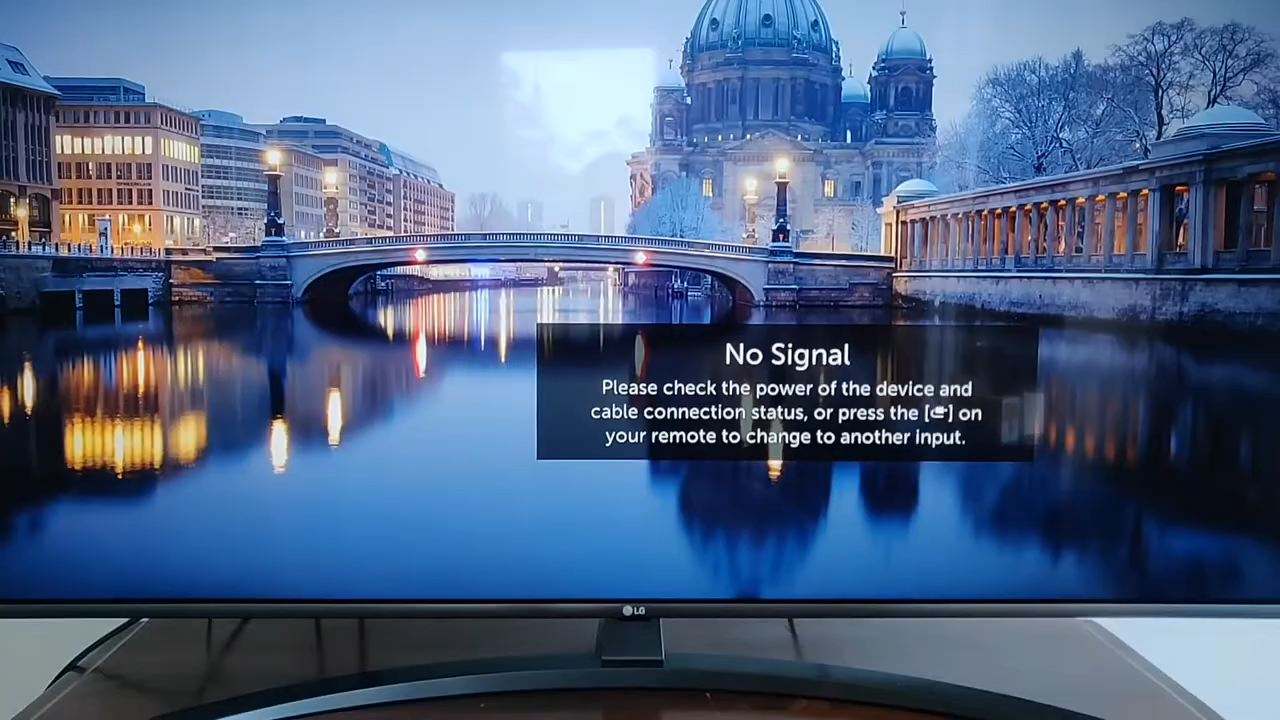 No Signal
Please check the power of the device and
cable connection status, or press the [] on
your remote to change to another input.
LG